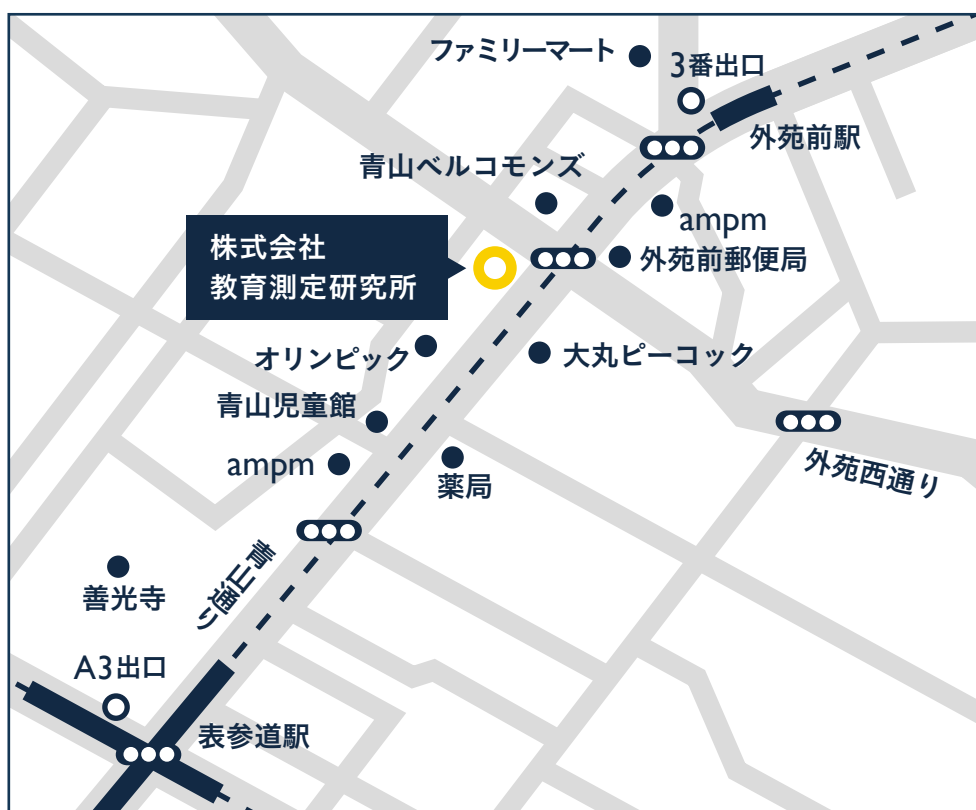 ファミリーマート
3番出口
外苑前駅
青山ベルコモンズ
ampm
株式会社
教育測定研究所
外苑前郵便局
オリンピック
大丸ピーコック
青山児童館
ampm
薬局
外苑西通り
青山通り
善光寺
A3出口
表参道駅